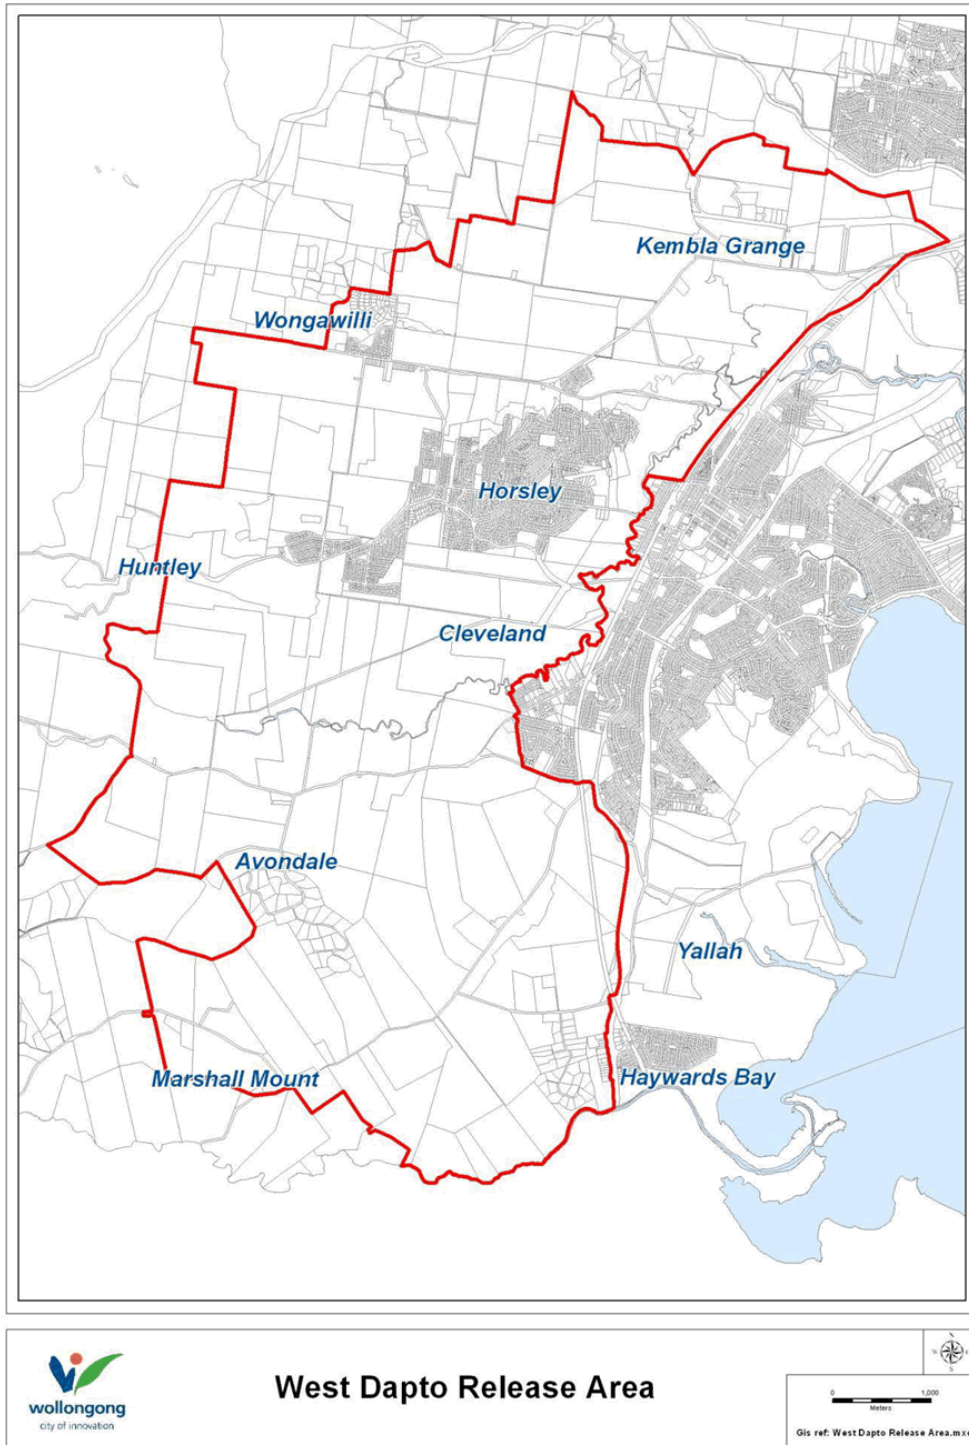 Kembla Grange
Wongawilli
Horsley
Huntley
Cleveland
Avondale
Yallah
Marshall Mount
Haywards Bay
wollongong
city of innovation
West Dapto Release Area
N
W
E
S
0 1,000
Meters
Gis ref: West Dapto Release Area.mx